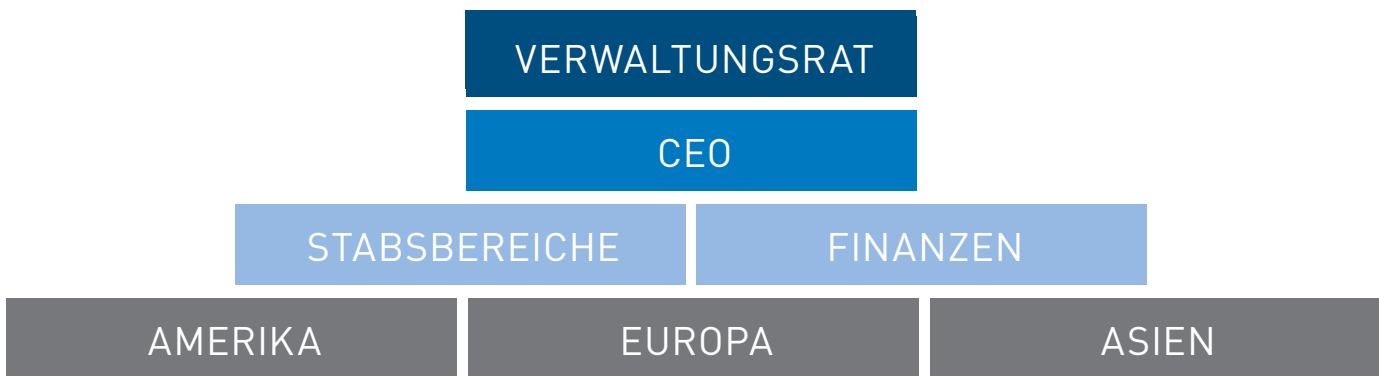 VERWALTUNGSRAT
CEO
STABSBEREICHE FINANZEN
AMERIKA EUROPA ASIEN